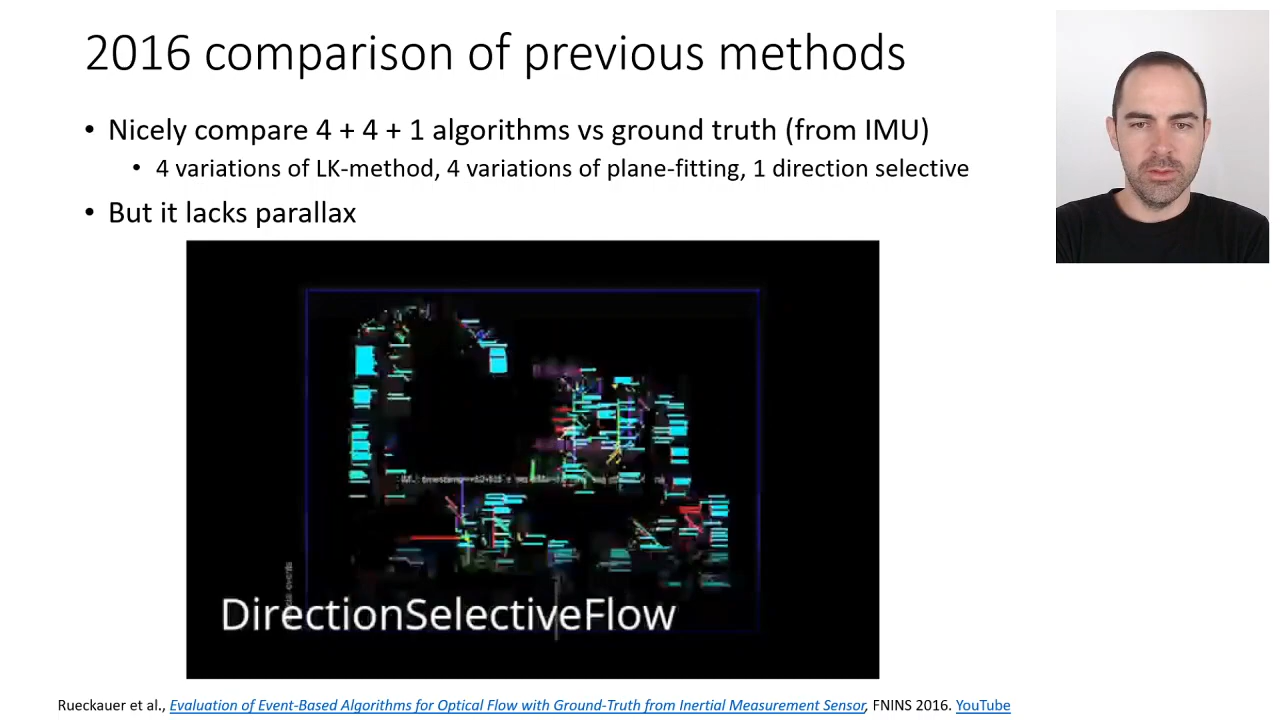 2016 comparison of previous methods
• Nicely compare 4 + 4 + 1 algorithms vs ground truth (from IMU)
• 4 variations of LK-method, 4 variations of plane-fitting, 1 direction selective
• But it lacks parallax
DirectionSelectiveFlow
Rueckauer et al., Evaluation of Event-Based Algorithms for Optical Flow with Ground-Truth from Inertial Measurement Sensor, FNINS 2016. YouTube